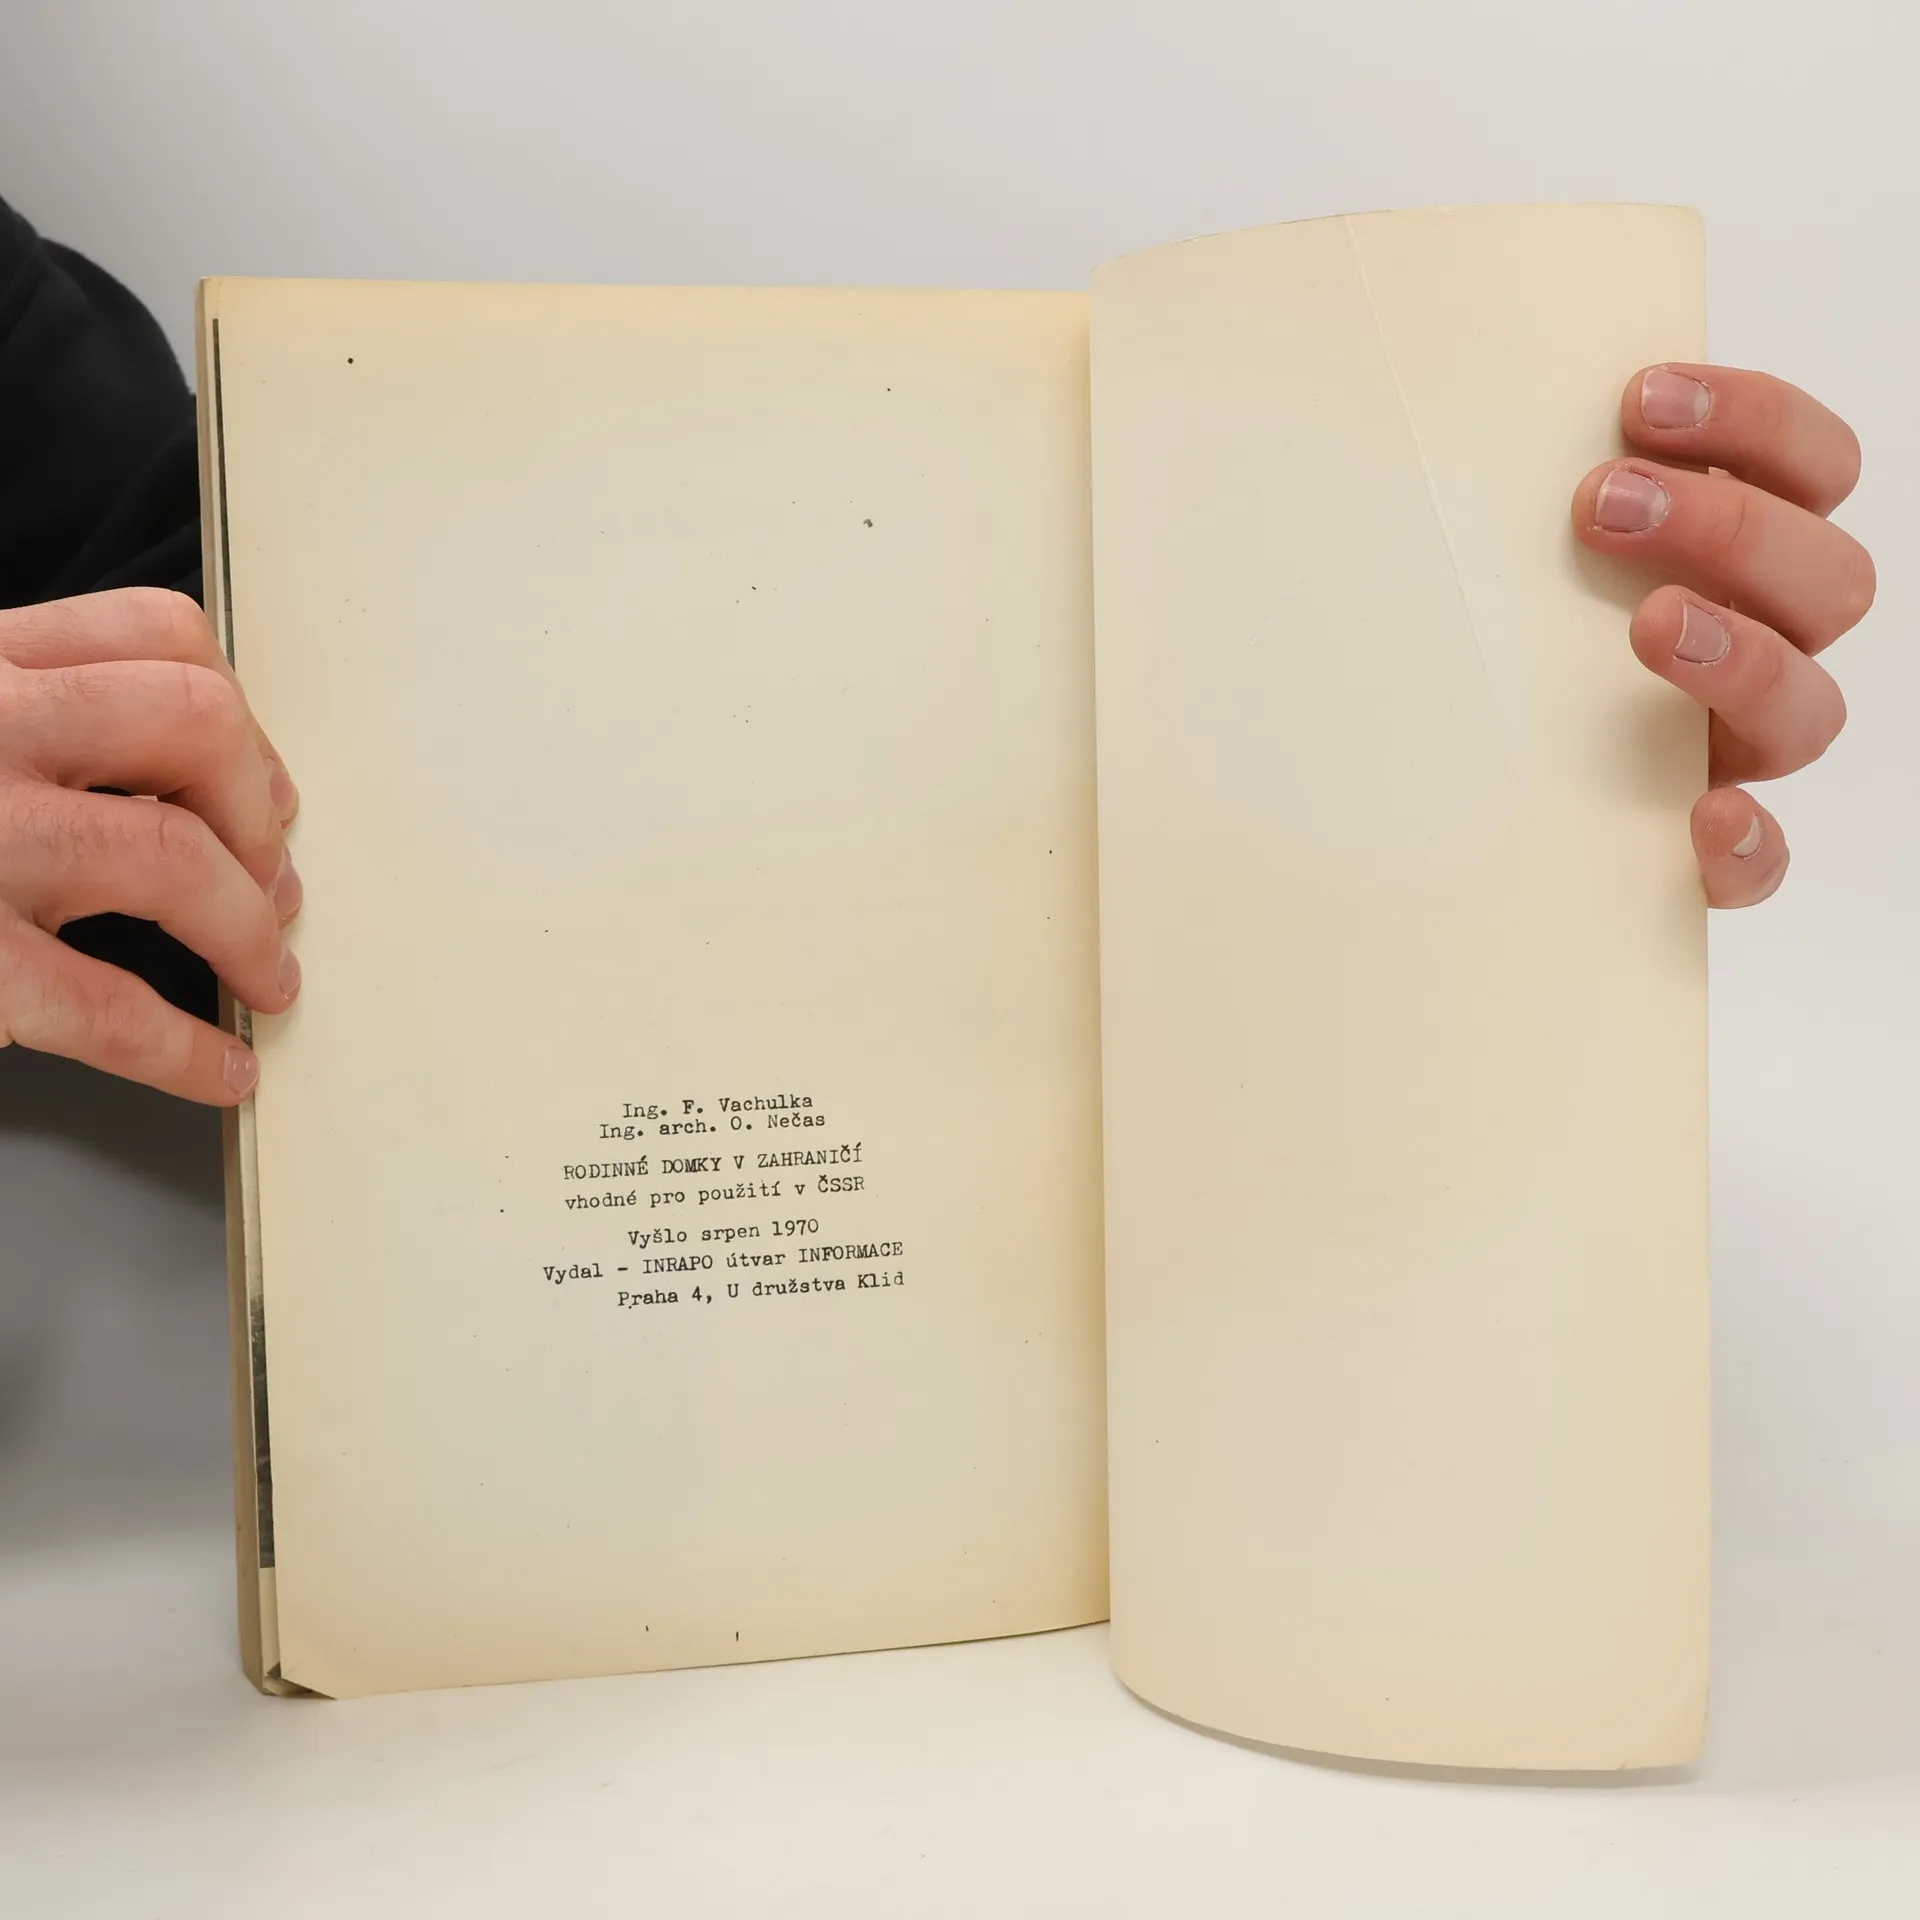 Ing. F. Vachulka
Ing. arch. O. Nečas
RODINNÉ DOMKY V ZAHRANIČÍ
vhodné pro použití v ČSSR
Vyšlo srpen 1970
Vydal - INRAPO útvar INFORMACE
Praha 4, U družstva Klid